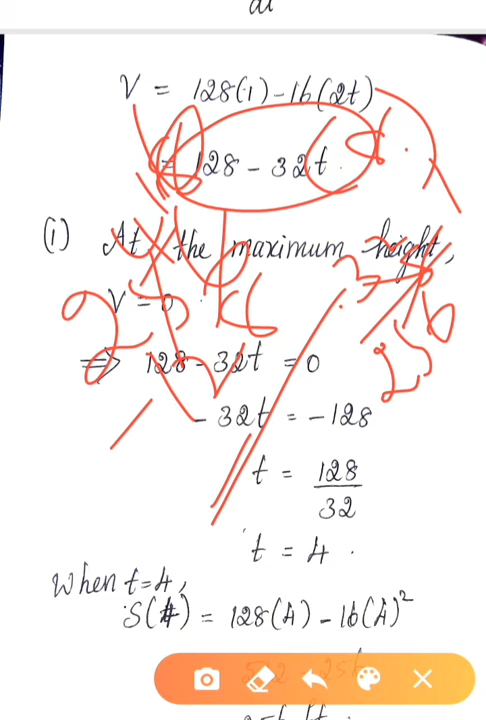 V = 128(1) - 16(2t)
= 128 - 32t
(i) At the maximum height,
V = 0
⇒ 128 - 32t = 0
- 32t = -128
t = 128/32
t = 4 .
When t=4,
S(4) = 128(4) - 16(4)²